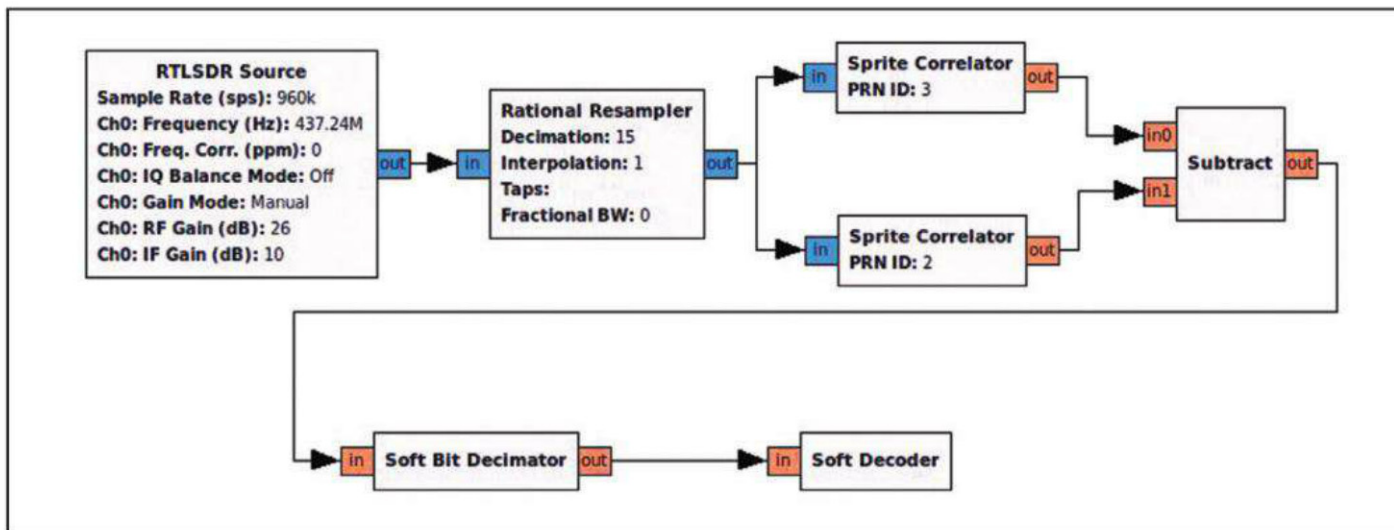 RTLSDR Source
Sample Rate (sps): 960k
Ch0: Frequency (Hz): 437.24M
Ch0: Freq. Corr. (ppm): 0
Ch0: IQ Balance Mode: Off
Ch0: Gain Mode: Manual
Ch0: RF Gain (dB): 26
Ch0: IF Gain (dB): 10
out
in
Rational Resampler
Decimation: 15
Interpolation: 1
Taps:
Fractional BW: 0
out
in
Sprite Correlator
PRN ID: 3
out
in
Sprite Correlator
PRN ID: 2
out
in0
in1
Subtract
out
in
Soft Bit Decimator
out
in
Soft Decoder